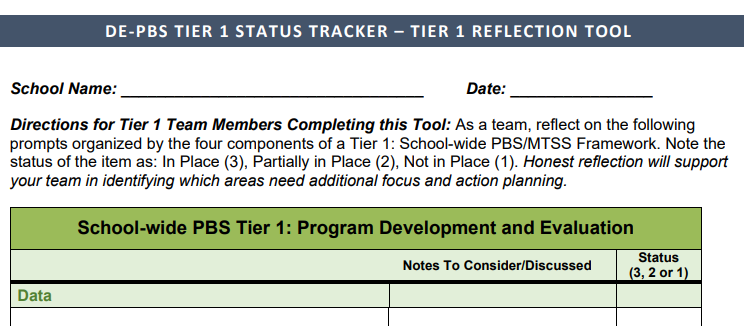 DE-PBS TIER 1 STATUS TRACKER – TIER 1 REFLECTION TOOL
School Name: ________________________________ Date: _______________
Directions for Tier 1 Team Members Completing this Tool: As a team, reflect on the following
prompts organized by the four components of a Tier 1: School-wide PBS/MTSS Framework. Note the
status of the item as: In Place (3), Partially in Place (2), Not in Place (1). Honest reflection will support
your team in identifying which areas need additional focus and action planning.
School-wide PBS Tier 1: Program Development and Evaluation
Notes To Consider/Discussed
Status
(3, 2 or 1)
Data